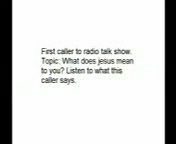 First caller to radio talk show.
Topic: What does jesus mean
to you? Listen to what this
caller says.